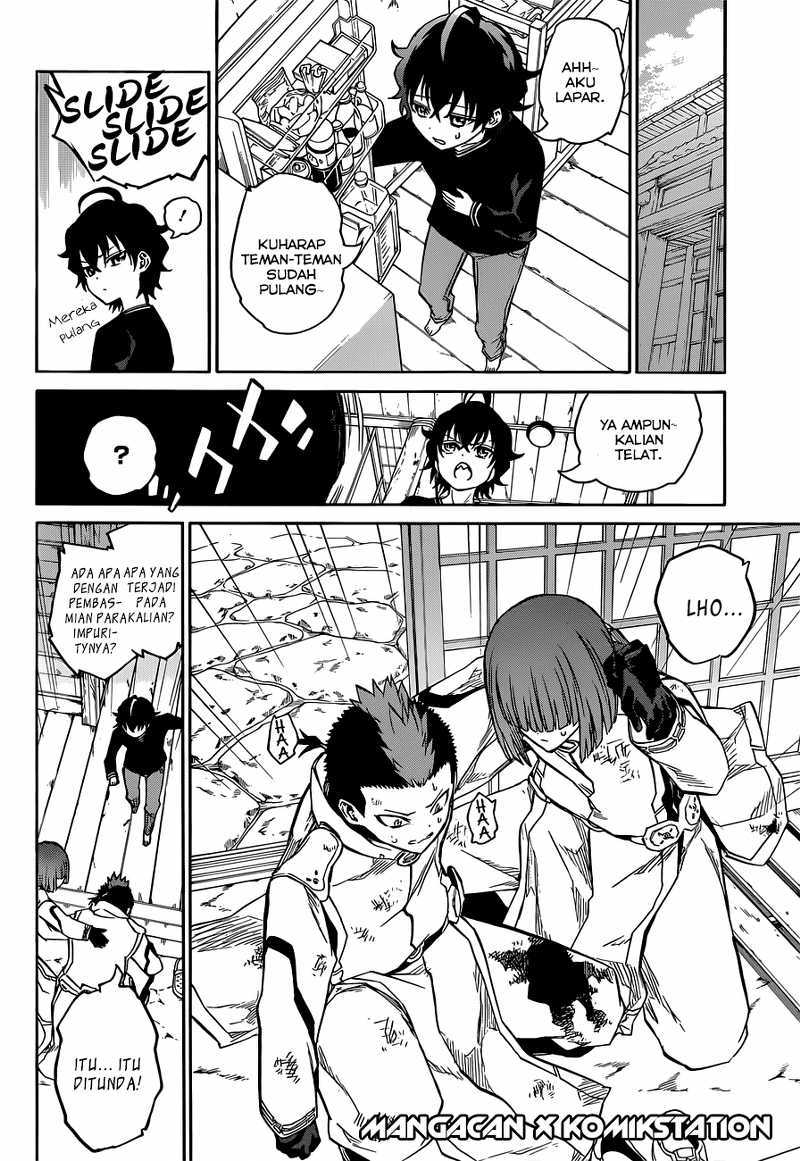 AHH~
AKU
LAPAR.
KUHARAP
TEMAN-TEMAN
SUDAH
PULANG~
SLIDE
SLIDE
SLIDE
!
Mereka
pulang
YA AMPUN~
KALIAN
TELAT.
?
LHO...
HAA
HAA
ADA APA APA YANG
DENGAN TERJADI
PEMBAS- PADA
MIAN PARAKALIAN?
IMPURI-
TYNYA?
ITU... ITU
DITUNDA!
MANGACAN X KOMIKSTATION